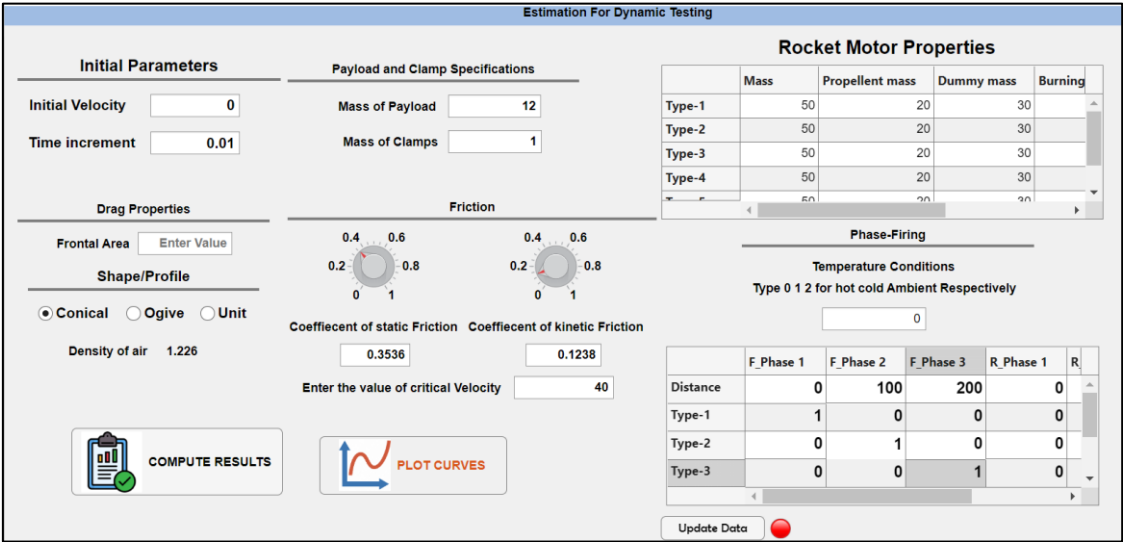 Estimation For Dynamic Testing
Initial Parameters
Initial Velocity 0
Time increment 0.01
Payload and Clamp Specifications
Mass of Payload 12
Mass of Clamps 1
Rocket Motor Properties
Mass Propellent mass Dummy mass Burning
Type-1 50 20 30
Type-2 50 20 30
Type-3 50 20 30
Type-4 50 20 30
Drag Properties
Frontal Area Enter Value
Shape/Profile
Conical Ogive Unit
Density of air 1.226
Friction
0.4 0.6 0.4 0.6
0.2 0.8 0.2 0.8
0 1 0 1
Coeffiecent of static Friction Coeffiecent of kinetic Friction
0.3536 0.1238
Enter the value of critical Velocity 40
Phase-Firing
Temperature Conditions
Type 0 1 2 for hot cold Ambient Respectively
0
F_Phase 1 F_Phase 2 F_Phase 3 R_Phase 1 R_
Distance 0 100 200 0
Type-1 1 0 0 0
Type-2 0 1 0 0
Type-3 0 0 1 0
COMPUTE RESULTS
PLOT CURVES
Update Data